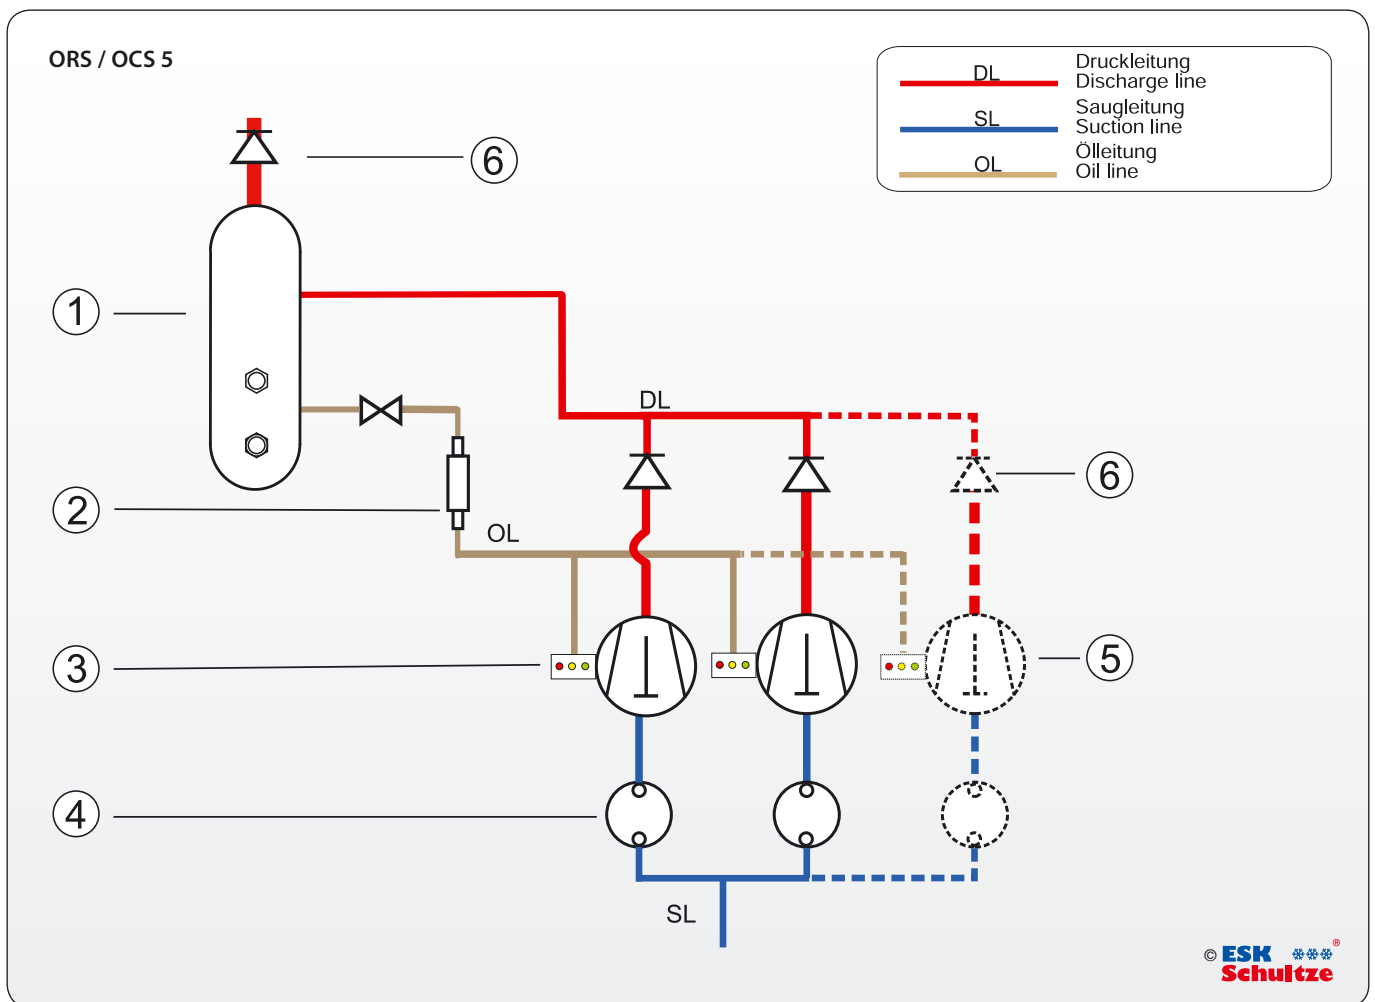 ORS / OCS 5
DL
Druckleitung
Discharge line
SL
Saugleitung
Suction line
OL
Ölleitung
Oil line
6
1
DL
6
2
OL
3
5
4
SL
© ESK ®
Schultze